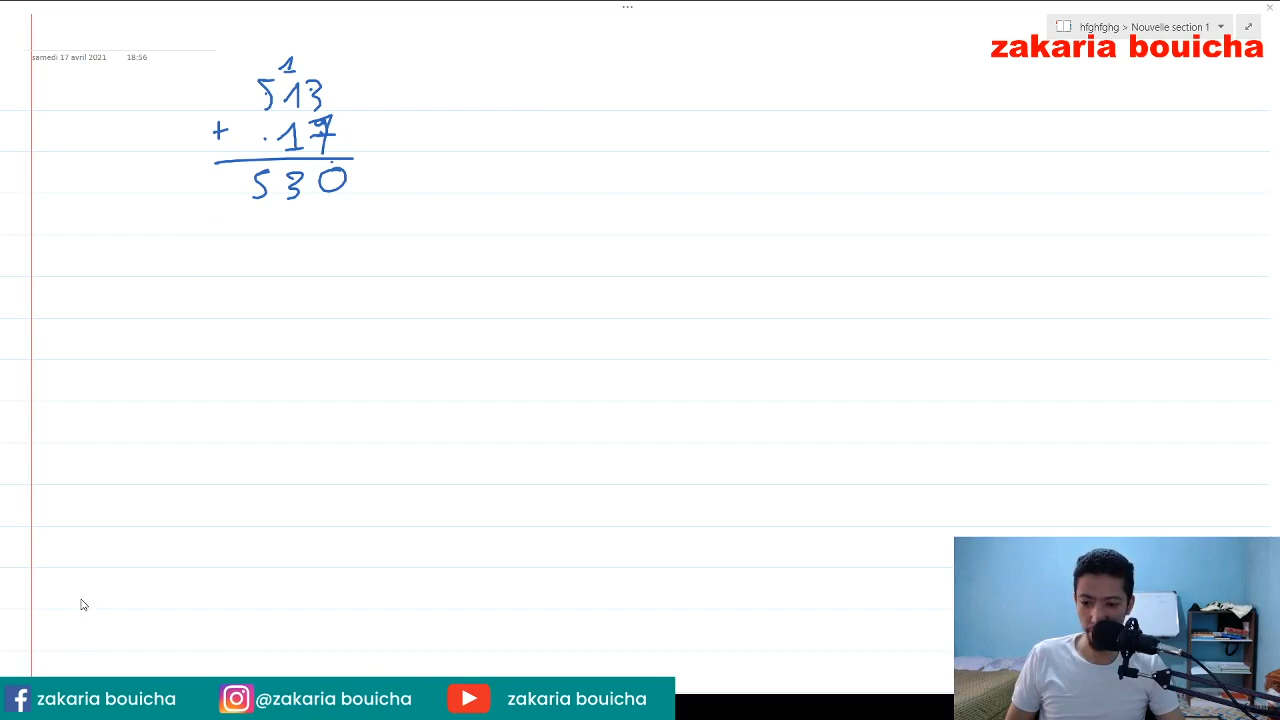 hfghfghg > Nouvelle section 1
zakaria bouicha
samedi 17 avril 2021 18:56
1
513
+ .17
530
zakaria bouicha @zakaria bouicha zakaria bouicha